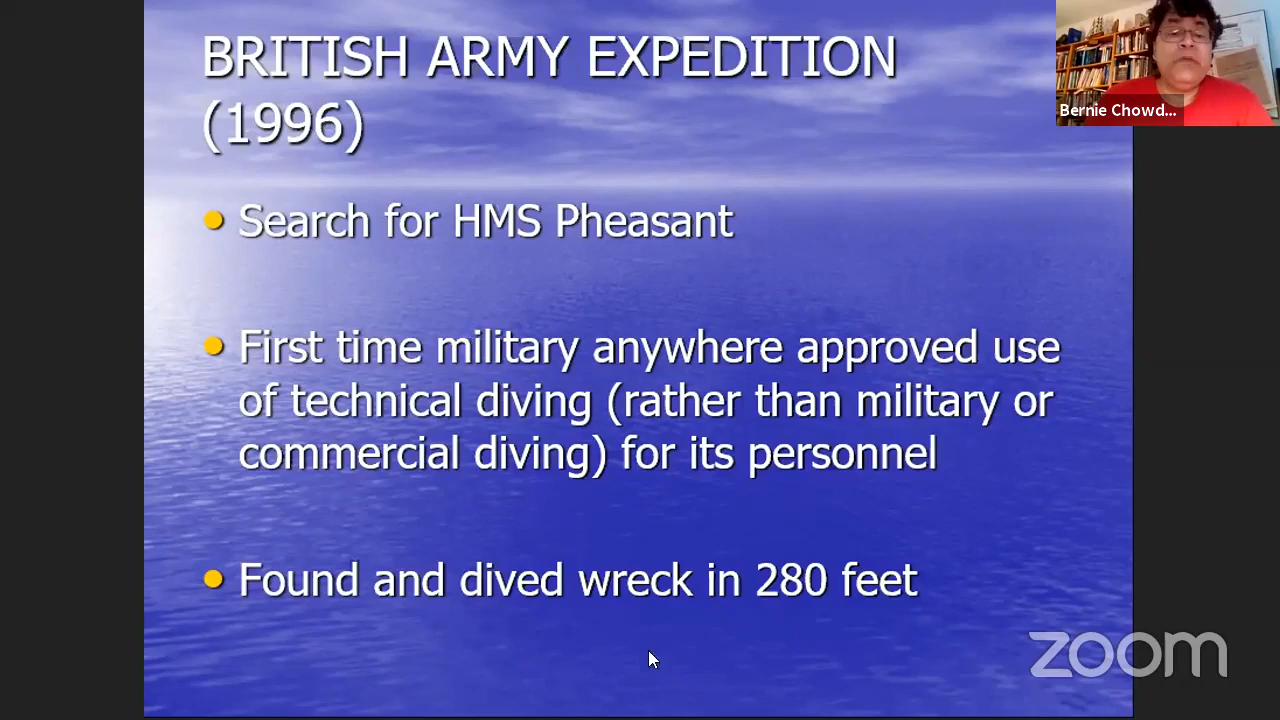 BRITISH ARMY EXPEDITION
(1996)
Search for HMS Pheasant
First time military anywhere approved use
of technical diving (rather than military or
commercial diving) for its personnel
Found and dived wreck in 280 feet
Bernie Chowd...
zoom